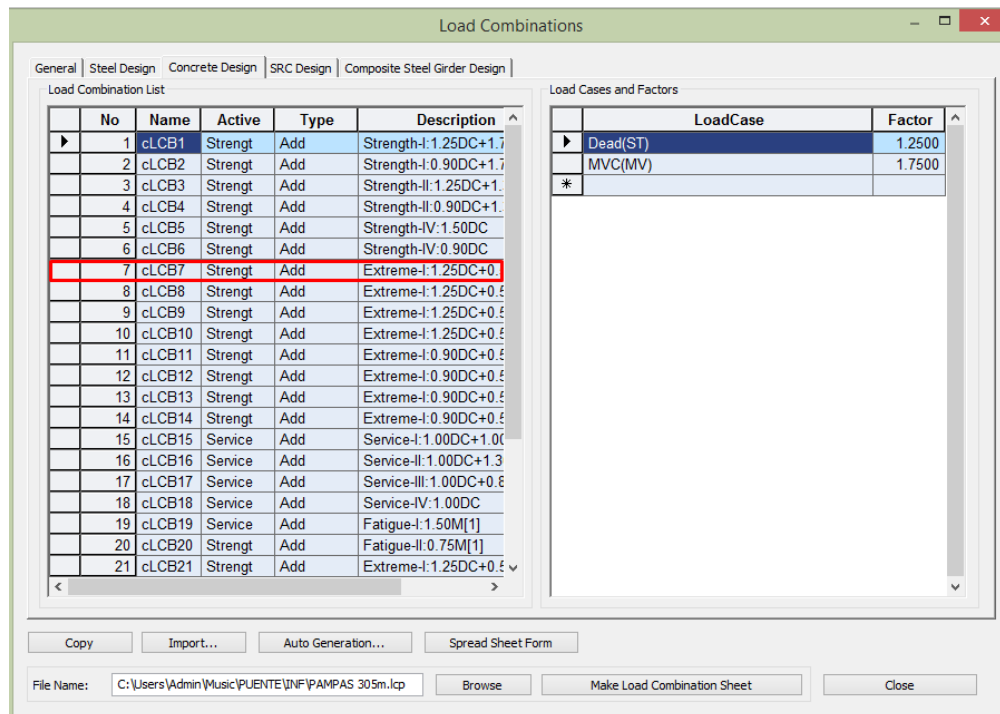 Load Combinations
General Steel Design Concrete Design SRC Design Composite Steel Girder Design
Load Combination List
No Name Active Type Description
1 cLCB1 Strengt Add Strength-I:1.25DC+1.7
2 cLCB2 Strengt Add Strength-I:0.90DC+1.7
3 cLCB3 Strengt Add Strength-II:1.25DC+1.
4 cLCB4 Strengt Add Strength-II:0.90DC+1.
5 cLCB5 Strengt Add Strength-IV:1.50DC
6 cLCB6 Strengt Add Strength-IV:0.90DC
7 cLCB7 Strengt Add Extreme-I:1.25DC+0.
8 cLCB8 Strengt Add Extreme-I:1.25DC+0.5
9 cLCB9 Strengt Add Extreme-I:1.25DC+0.5
10 cLCB10 Strengt Add Extreme-I:1.25DC+0.5
11 cLCB11 Strengt Add Extreme-I:0.90DC+0.5
12 cLCB12 Strengt Add Extreme-I:0.90DC+0.5
13 cLCB13 Strengt Add Extreme-I:0.90DC+0.5
14 cLCB14 Strengt Add Extreme-I:0.90DC+0.5
15 cLCB15 Service Add Service-I:1.00DC+1.00
16 cLCB16 Service Add Service-II:1.00DC+1.3
17 cLCB17 Service Add Service-III:1.00DC+0.8
18 cLCB18 Service Add Service-IV:1.00DC
19 cLCB19 Service Add Fatigue-I:1.50M[1]
20 cLCB20 Strengt Add Fatigue-II:0.75M[1]
21 cLCB21 Strengt Add Extreme-I:1.25DC+0.5
Load Cases and Factors
LoadCase Factor
Dead(ST) 1.2500
MVC(MV) 1.7500
Copy Import... Auto Generation... Spread Sheet Form
File Name: C:\Users\Admin\Music\PUENTE\INF\PAMPAS 305m.lcp Browse Make Load Combination Sheet Close